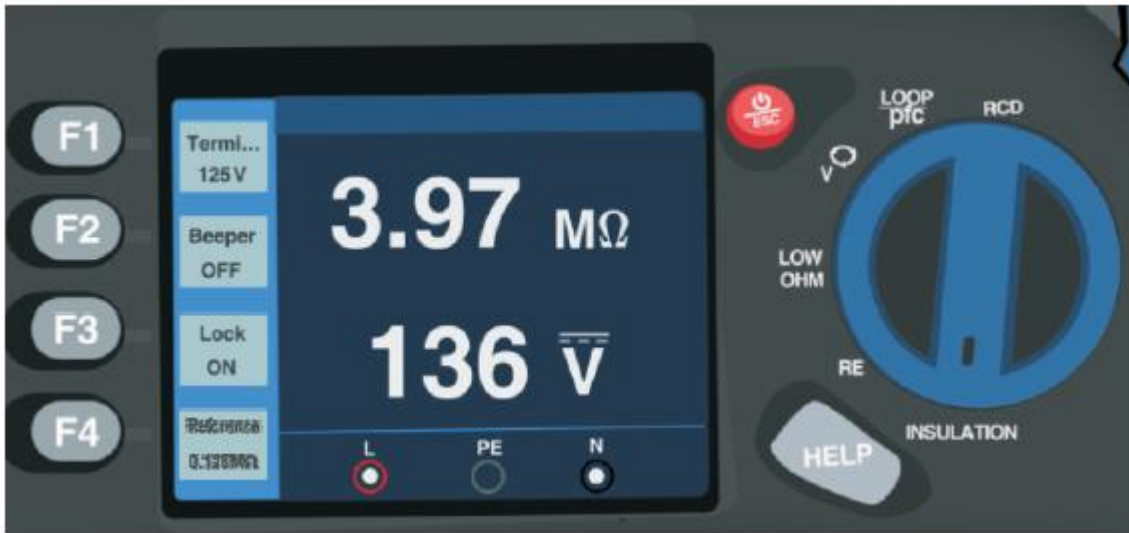 F1
F2
F3
F4
Termi...
125 V
Beeper
OFF
Lock
ON
Reference
3.97 MΩ
136 V
L PE N
ESC
LOOP
pfc
RCD
V
LOW
OHM
RE
INSULATION
HELP